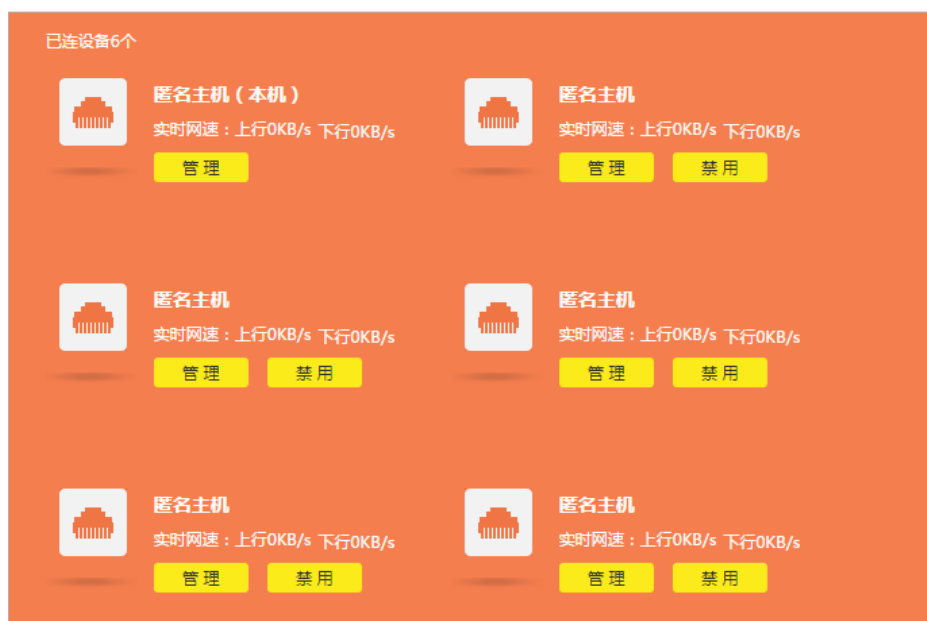 已连设备6个
匿名主机（本机）
实时网速：上行0KB/s 下行0KB/s
管 理
匿名主机
实时网速：上行0KB/s 下行0KB/s
管 理 禁 用
匿名主机
实时网速：上行0KB/s 下行0KB/s
管 理 禁 用
匿名主机
实时网速：上行0KB/s 下行0KB/s
管 理 禁 用
匿名主机
实时网速：上行0KB/s 下行0KB/s
管 理 禁 用
匿名主机
实时网速：上行0KB/s 下行0KB/s
管 理 禁 用